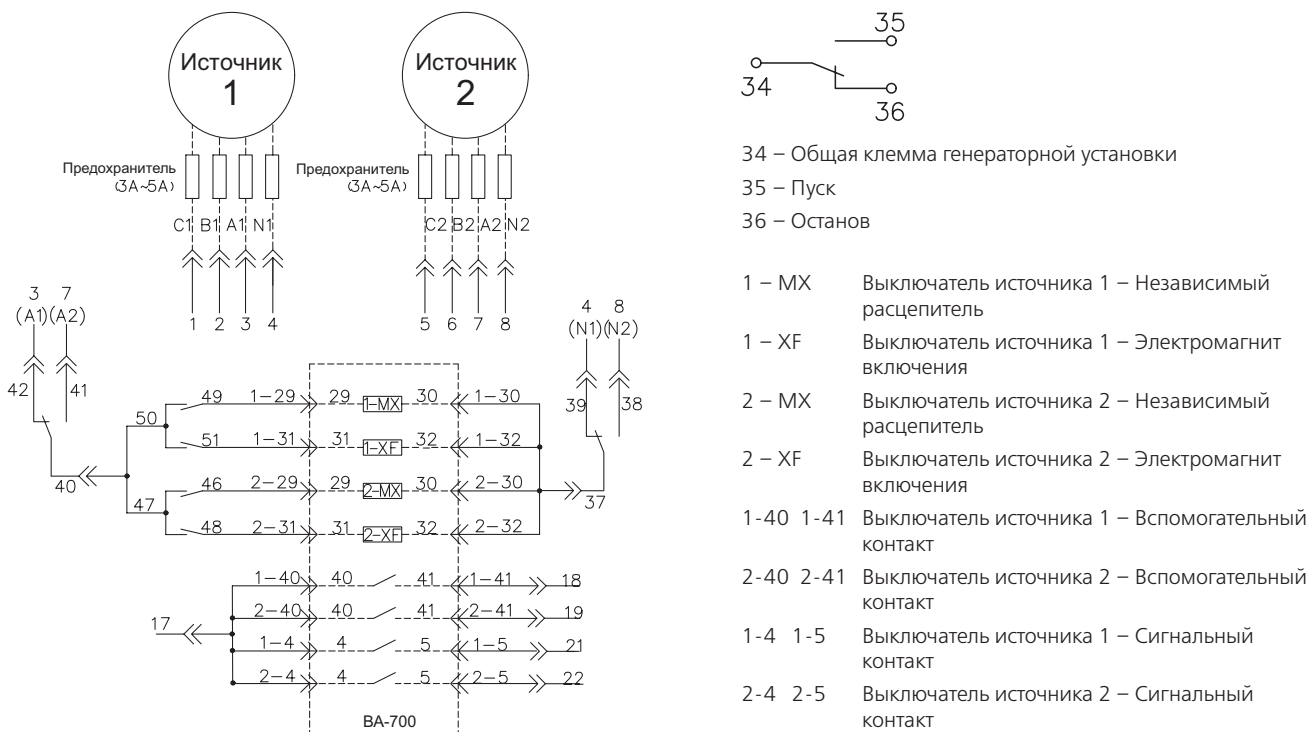 Источник 1
Источник 2
Предохранитель (3А~5А)
Предохранитель (3А~5А)
C1 B1 A1 N1
C2 B2 A2 N2
1 2 3 4
5 6 7 8
3 7
(A1) (A2)
42 41
4 8
(N1) (N2)
39 38
50
49 1-29 29 1-MX 30 1-30
51 1-31 31 1-XF 32 1-32
40
37
47
46 2-29 29 2-MX 30 2-30
48 2-31 31 2-XF 32 2-32
1-40 40 41 1-41 18
2-40 40 41 2-41 19
17
1-4 4 5 1-5 21
2-4 4 5 2-5 22
ВА-700
35
34
36
34 – Общая клемма генераторной установки
35 – Пуск
36 – Останов
1 – MX Выключатель источника 1 – Независимый
расцепитель
1 – XF Выключатель источника 1 – Электромагнит
включения
2 – MX Выключатель источника 2 – Независимый
расцепитель
2 – XF Выключатель источника 2 – Электромагнит
включения
1-40 1-41 Выключатель источника 1 – Вспомогательный
контакт
2-40 2-41 Выключатель источника 2 – Вспомогательный
контакт
1-4 1-5 Выключатель источника 1 – Сигнальный
контакт
2-4 2-5 Выключатель источника 2 – Сигнальный
контакт